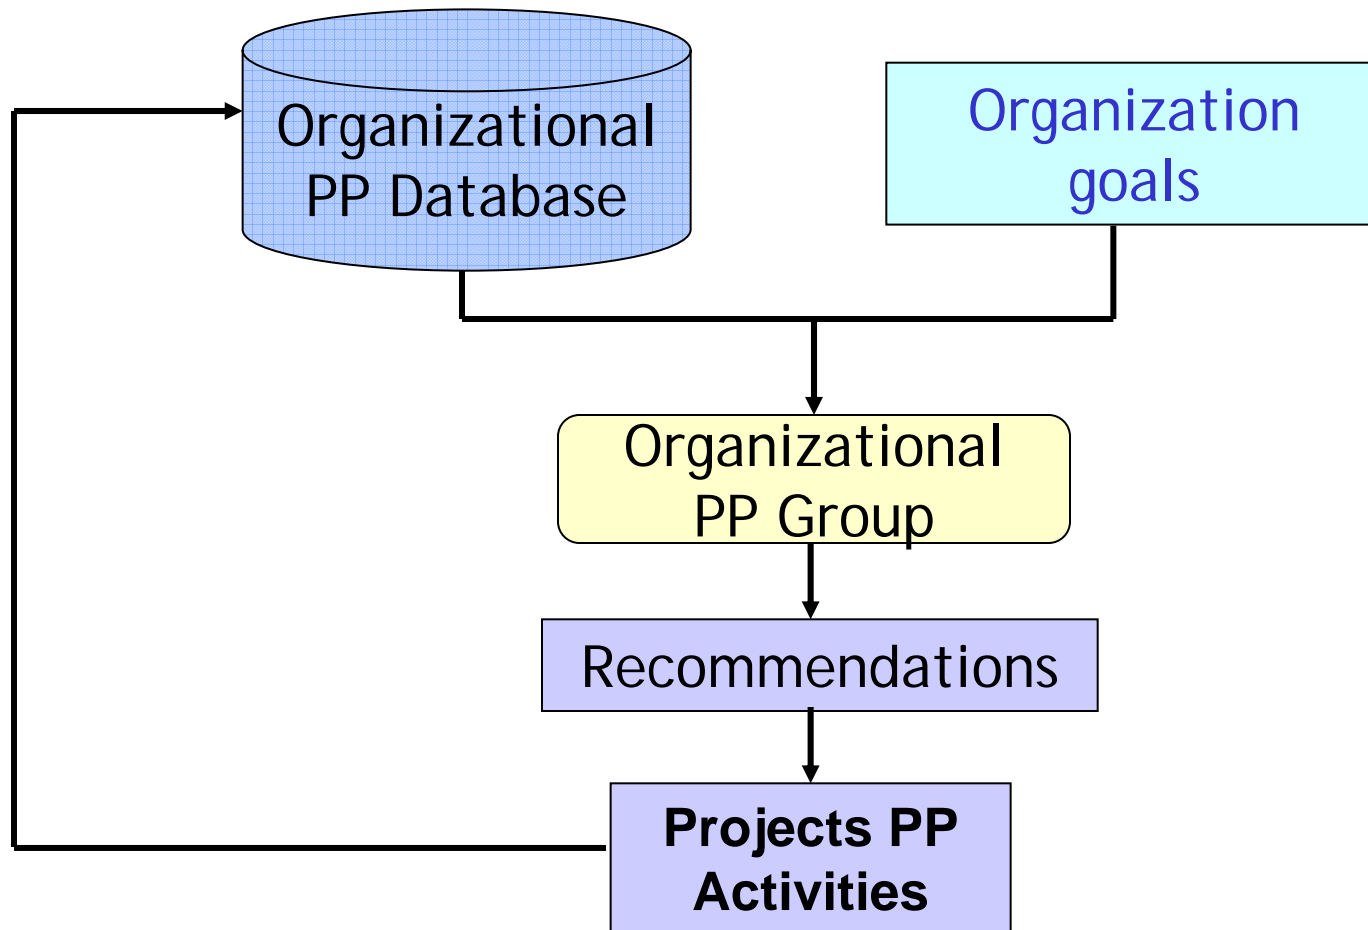 Organizational
PP Database
Organization
goals
Organizational
PP Group
Recommendations
Projects PP
Activities